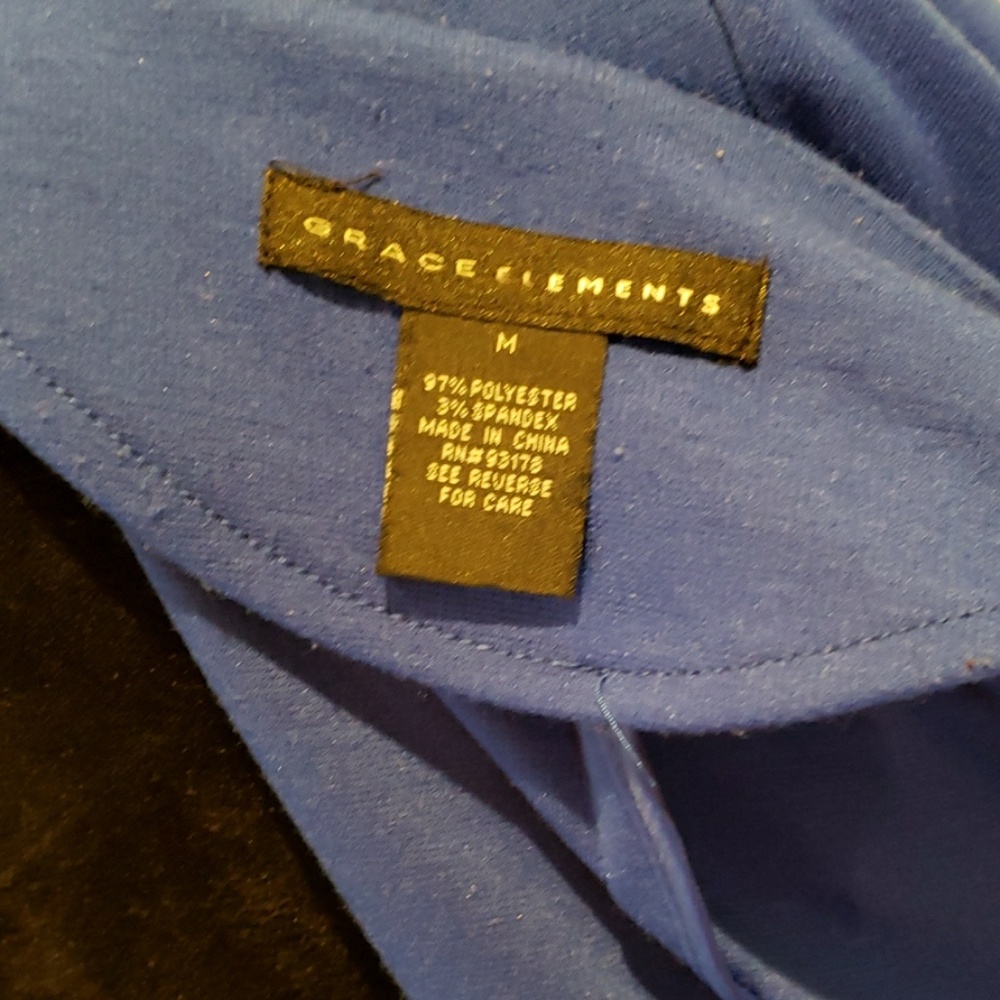 GRACE ELEMENTS
M
97% POLYESTER
3% SPANDEX
MADE IN CHINA
RN# 93178
SEE REVERSE
FOR CARE